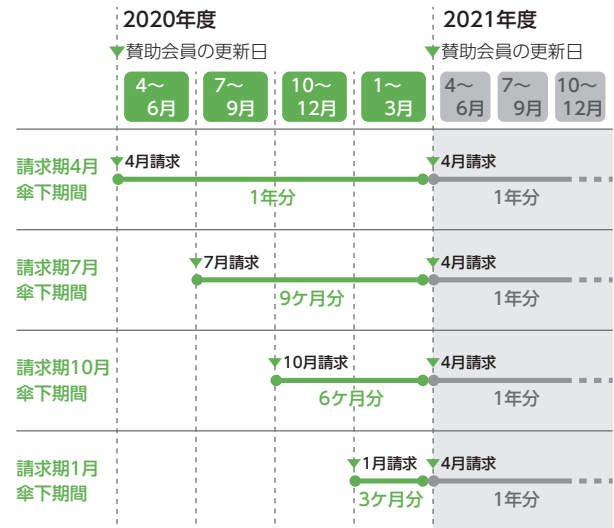 2020年度
2021年度
賛助会員の更新日
賛助会員の更新日
4〜
6月
7〜
9月
10〜
12月
1〜
3月
4〜
6月
7〜
9月
10〜
12月
請求期4月
傘下期間
4月請求
1年分
4月請求
1年分
請求期7月
傘下期間
7月請求
9ケ月分
4月請求
1年分
請求期10月
傘下期間
10月請求
6ケ月分
4月請求
1年分
請求期1月
傘下期間
1月請求
3ケ月分
4月請求
1年分